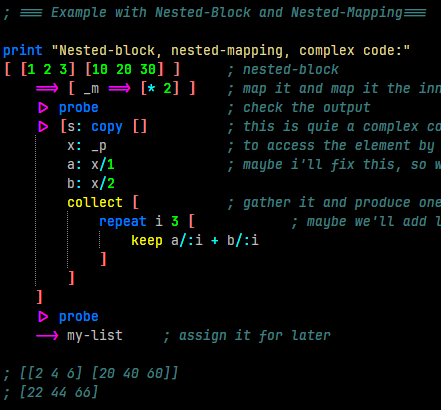 ; === Example with Nested-Block and Nested-Mapping===
print "Nested-block, nested-mapping, complex code:"
[ [1 2 3] [10 20 30] ] ; nested-block
==> [ _m ==> [* 2] ] ; map it and map it the inn
|> probe ; check the output
|> [s: copy [] ; this is quie a complex co
x: _p ; to access the element by
a: x/1 ; maybe i'll fix this, so w
b: x/2
collect [ ; gather it and produce one
repeat i 3 [ ; maybe we'll add l
keep a/:i + b/:i
]
]
]
|> probe
--> my-list ; assign it for later
; [[2 4 6] [20 40 60]]
; [22 44 66]